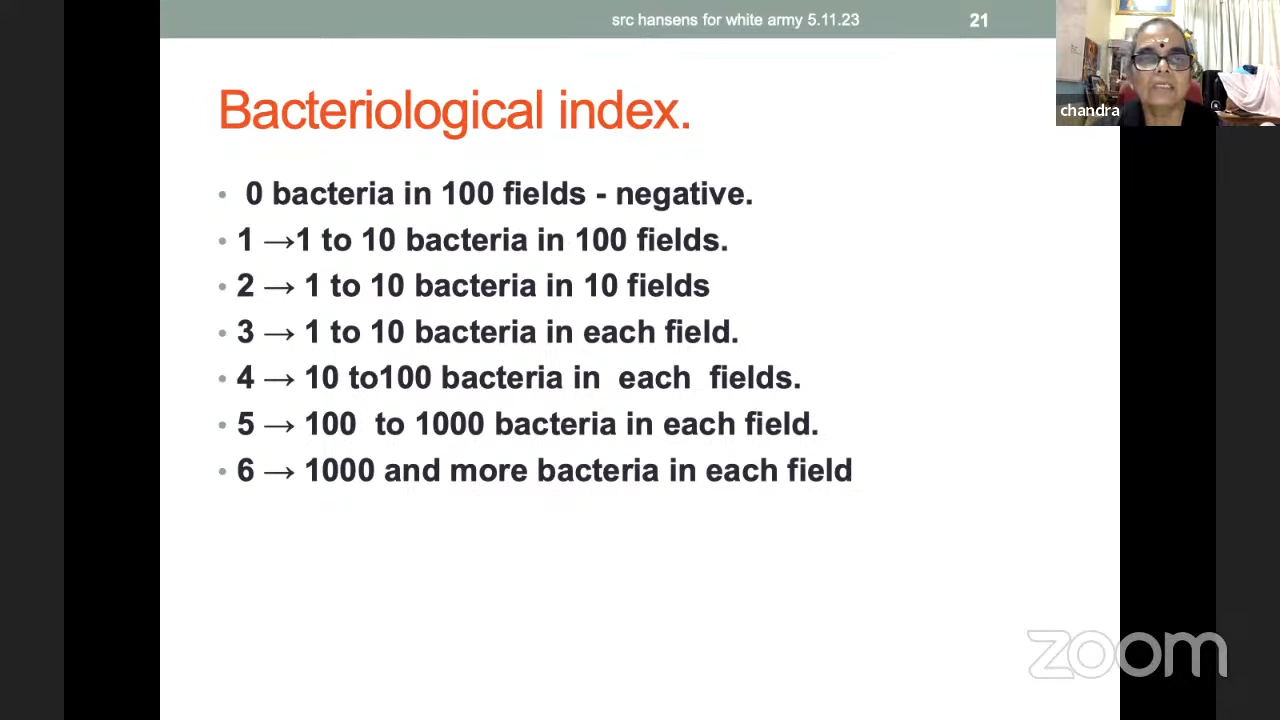 src hansens for white army 5.11.23 21
chandra
Bacteriological index.
• 0 bacteria in 100 fields - negative.
• 1 →1 to 10 bacteria in 100 fields.
• 2 → 1 to 10 bacteria in 10 fields
• 3 → 1 to 10 bacteria in each field.
• 4 → 10 to100 bacteria in each fields.
• 5 → 100 to 1000 bacteria in each field.
• 6 → 1000 and more bacteria in each field
zoom